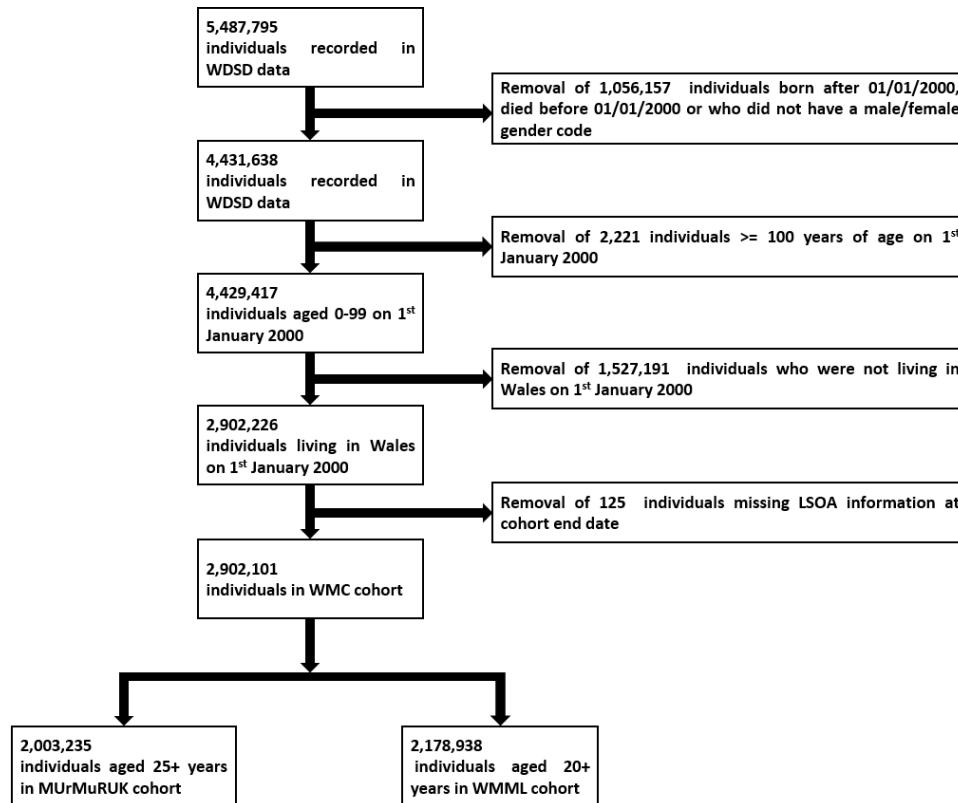 5,487,795
individuals recorded in
WDSD data
Removal of 1,056,157 individuals born after 01/01/2000,
died before 01/01/2000 or who did not have a male/female
gender code
4,431,638
individuals recorded in
WDSD data
Removal of 2,221 individuals >= 100 years of age on 1st
January 2000
4,429,417
individuals aged 0-99 on 1st
January 2000
Removal of 1,527,191 individuals who were not living in
Wales on 1st January 2000
2,902,226
individuals living in Wales
on 1st January 2000
Removal of 125 individuals missing LSOA information at
cohort end date
2,902,101
individuals in WMC cohort
2,003,235
individuals aged 25+ years
in MUrMuRUK cohort
2,178,938
individuals aged 20+
years in WMML cohort